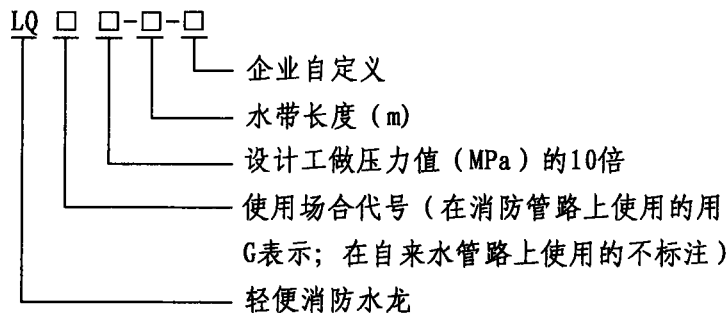 LQ □ □-□-□
企业自定义
水带长度（m)
设计工做压力值（MPa）的10倍
使用场合代号（在消防管路上使用的用
G表示；在自来水管路上使用的不标注）
轻便消防水龙